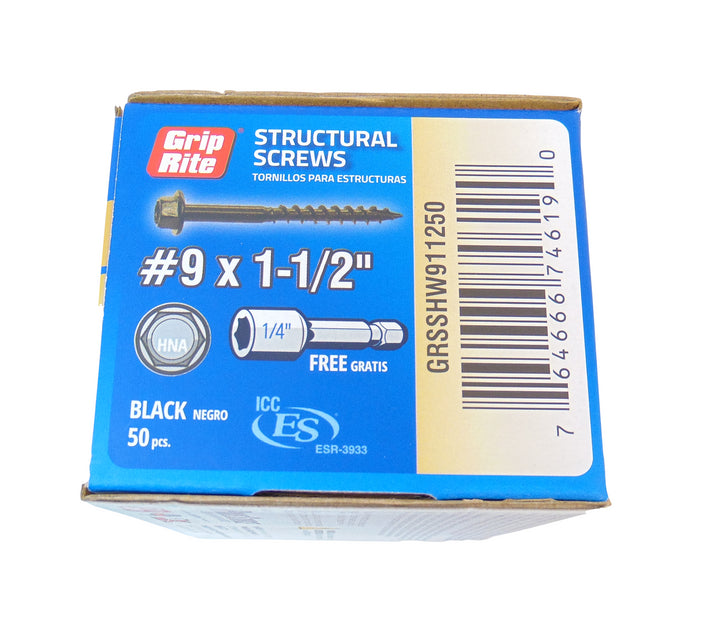 Grip
Rite®
STRUCTURAL
SCREWS
TORNILLOS PARA ESTRUCTURAS
#9 x 1-1/2"
HNA
1/4"
FREE GRATIS
BLACK NEGRO
50 pcs.
ICC
ES
ESR-3933
GRSSHW911250
7 64666 74619 0